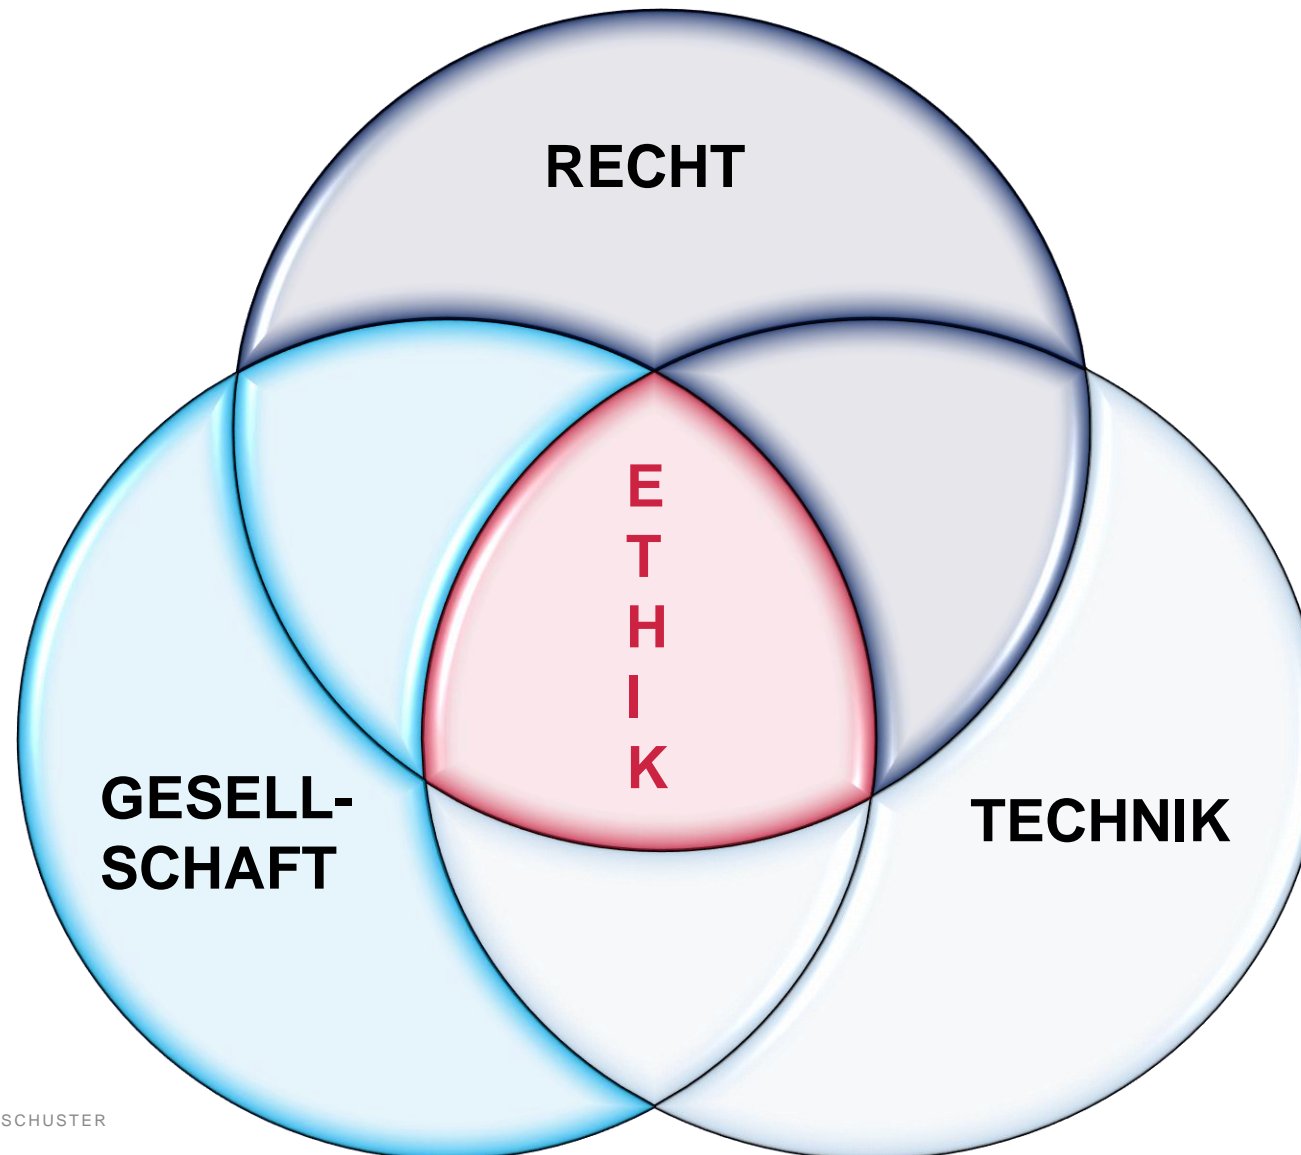 RECHT
E
T
H
I
K
GESELL-
SCHAFT
TECHNIK
SCHUSTER